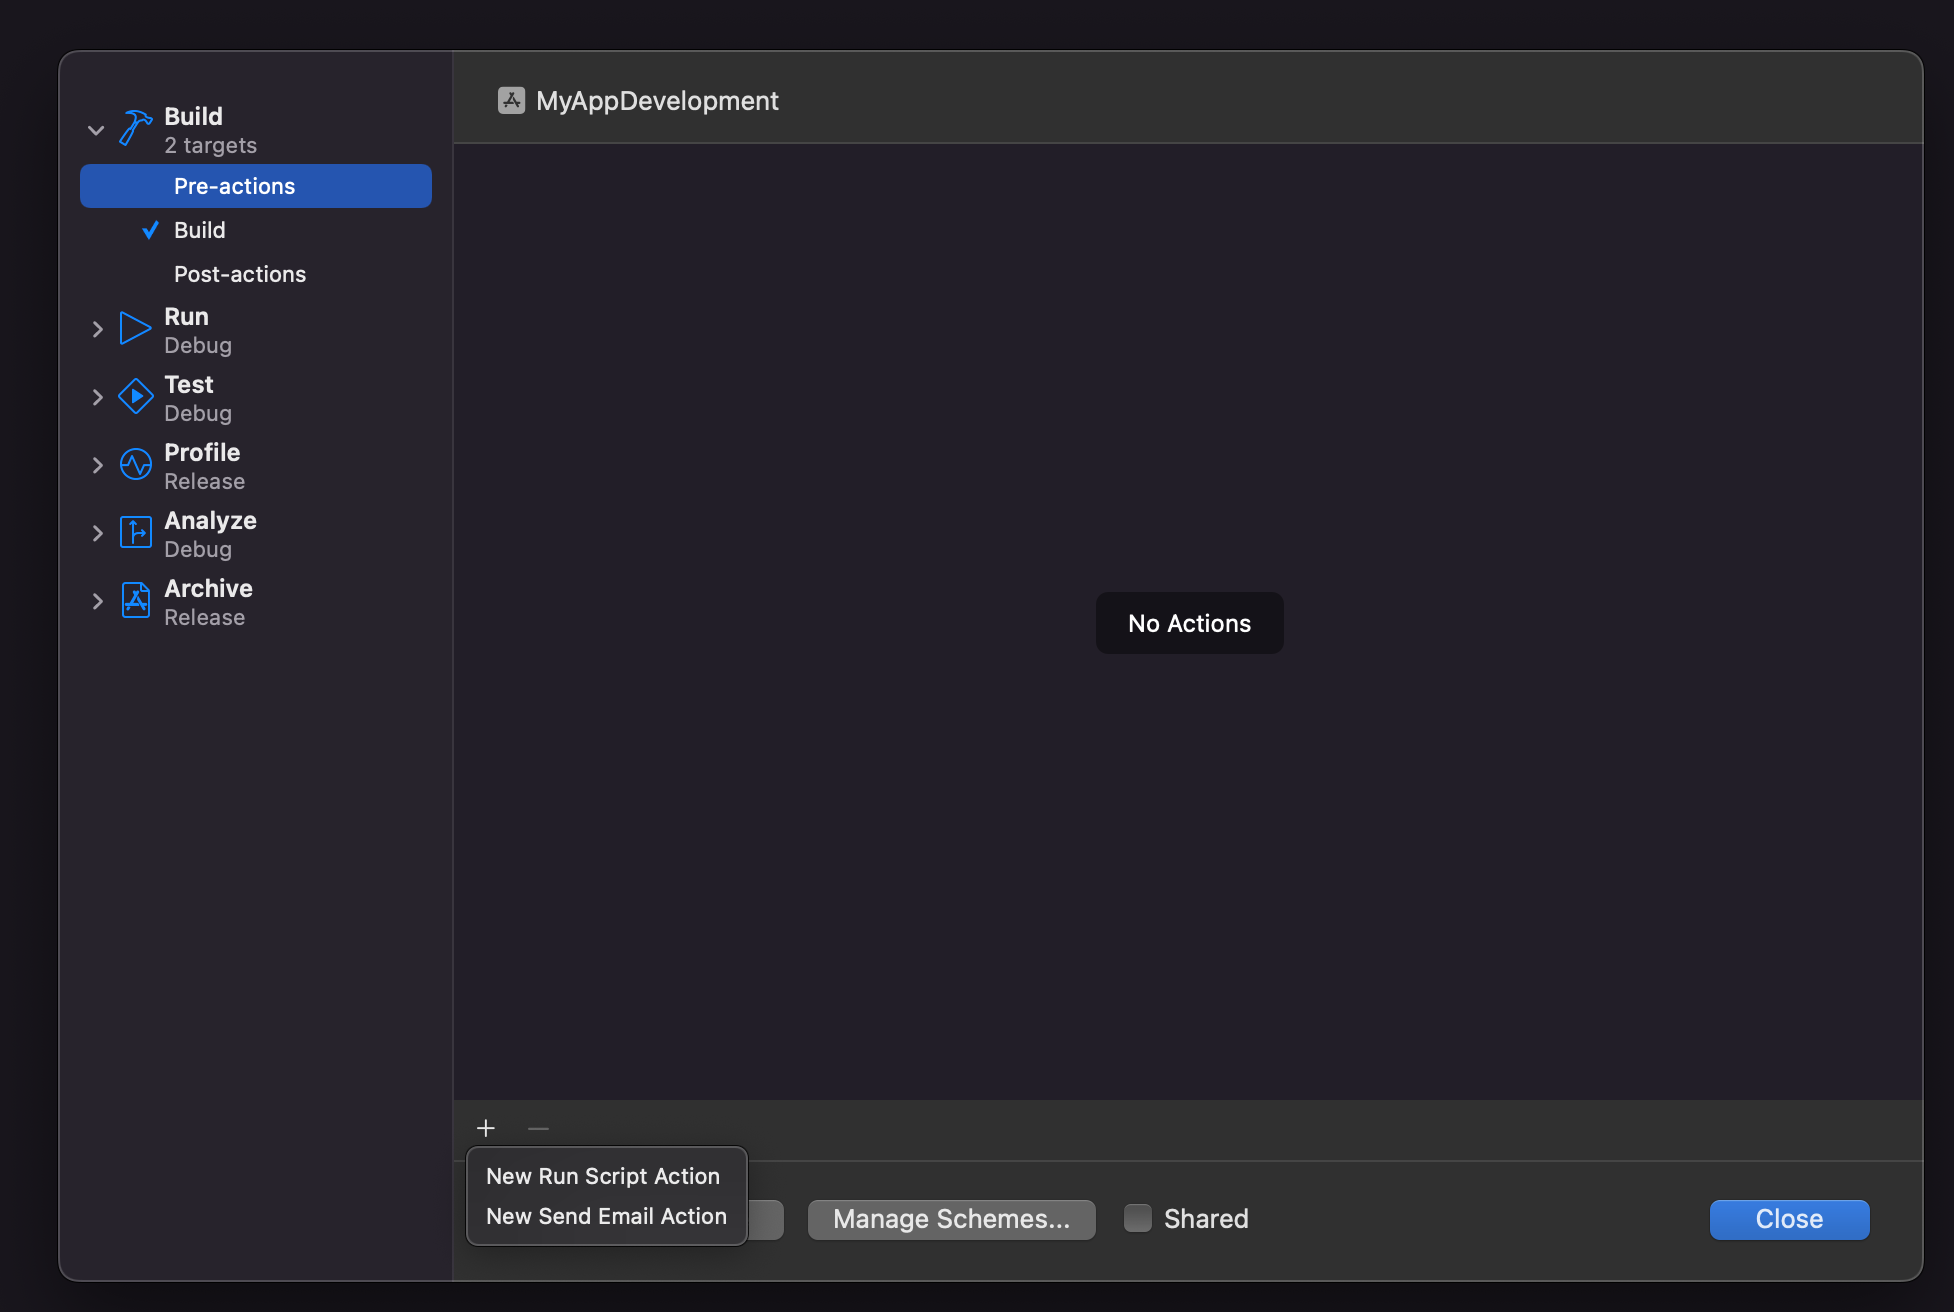 Build
2 targets
Pre-actions
Build
Post-actions
Run
Debug
Test
Debug
Profile
Release
Analyze
Debug
Archive
Release
MyAppDevelopment
No Actions
New Run Script Action
New Send Email Action
Manage Schemes...
Shared
Close